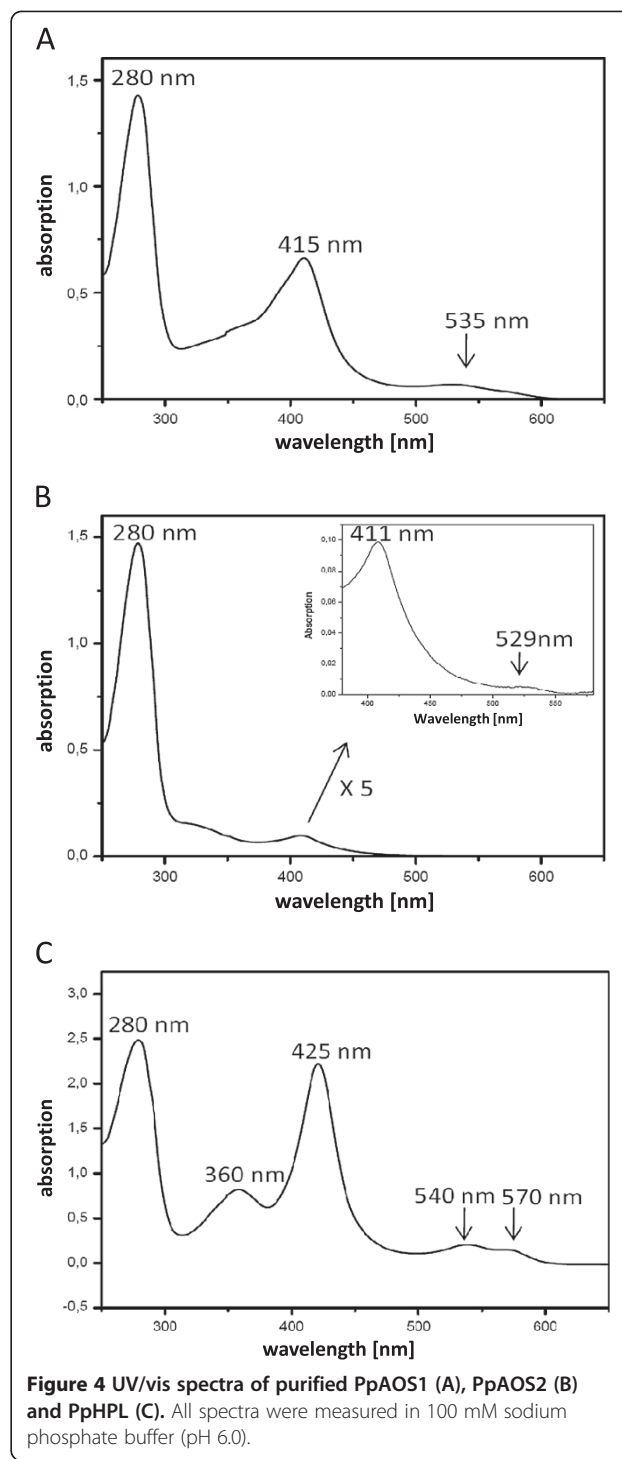 A
280 nm
415 nm
535 nm
absorption
1,5
1,0
0,5
0,0
300
400
500
600
wavelength [nm]
B
280 nm
411 nm
529nm
X 5
absorption
1,5
1,0
0,5
0,0
300
400
500
600
wavelength [nm]
Absorption
0,10
0,08
0,06
0,04
0,02
0,00
400
450
500
550
Wavelength [nm]
C
280 nm
360 nm
425 nm
540 nm
570 nm
absorption
3,0
2,5
2,0
1,5
1,0
0,5
0,0
-0,5
300
400
500
600
wavelength [nm]
Figure 4 UV/vis spectra of purified PpAOS1 (A), PpAOS2 (B)
and PpHPL (C). All spectra were measured in 100 mM sodium
phosphate buffer (pH 6.0).